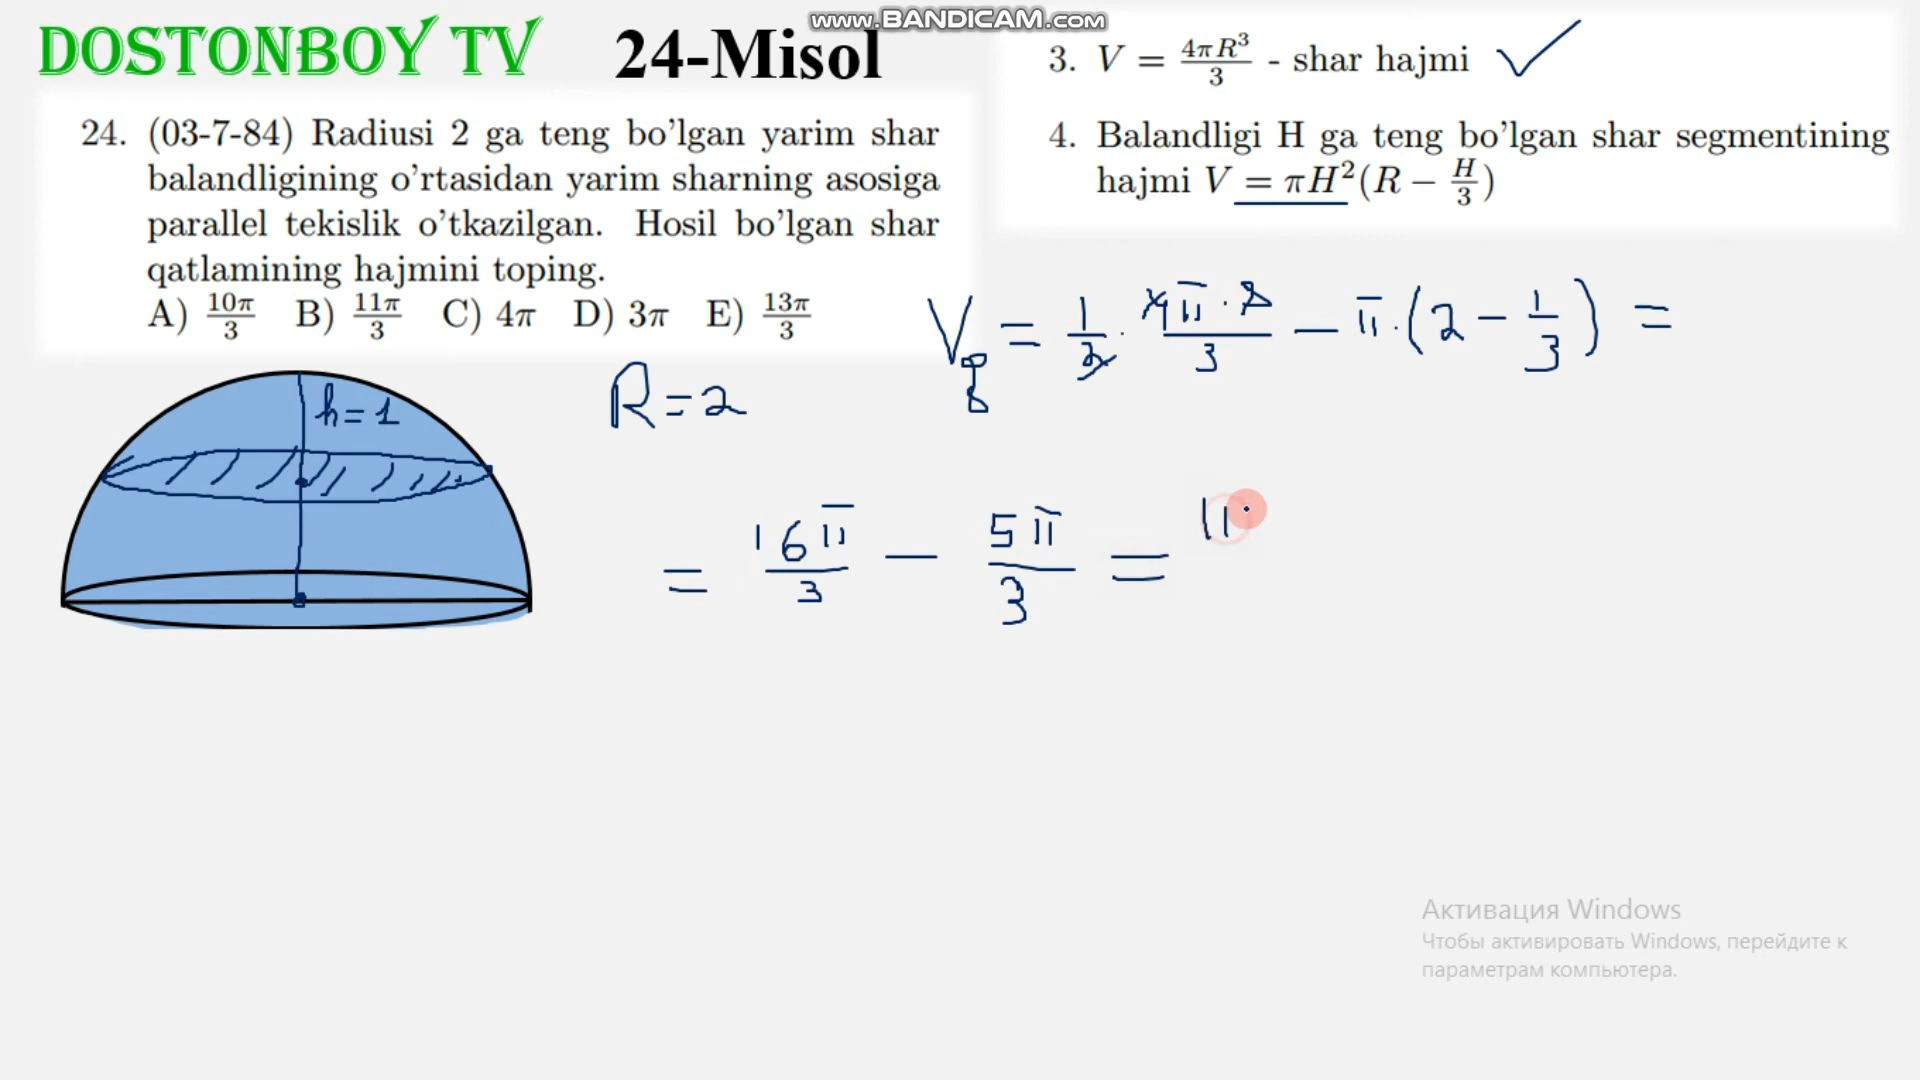 www.BANDICAM.com
DOSTONBOY TV
24-Misol
24. (03-7-84) Radiusi 2 ga teng bo'lgan yarim shar
balandligining o'rtasidan yarim sharning asosiga
parallel tekislik o'tkazilgan. Hosil bo'lgan shar
qatlamining hajmini toping.
A) 10π/3 B) 11π/3 C) 4π D) 3π E) 13π/3
3. V = 4πR³/3 - shar hajmi ✓
4. Balandligi H ga teng bo'lgan shar segmentining
hajmi V = πH²(R − H/3)
h=1
R=2
= 1/2 · 4π · 8/3 − π · (2 − 1/3) =
= 16π/3 − 5π/3 = 11
Активация Windows
Чтобы активировать Windows, перейдите к
параметрам компьютера.